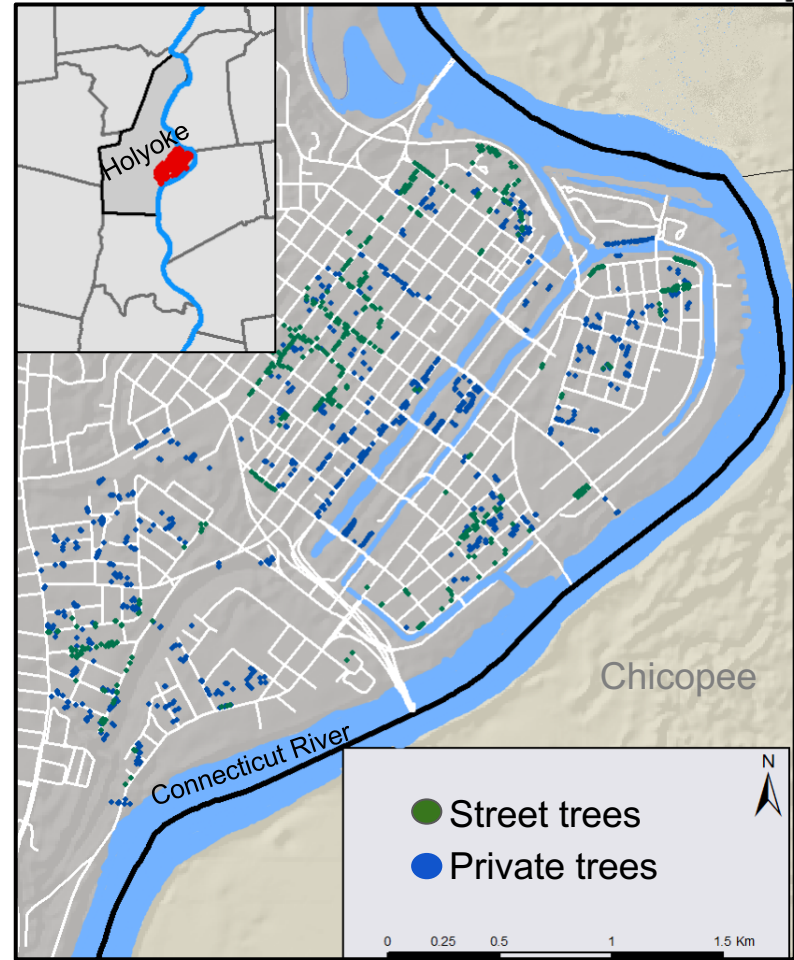 Holyoke
Chicopee
Connecticut River
N
Street trees
Private trees
0 0.25 0.5 1 1.5 Km